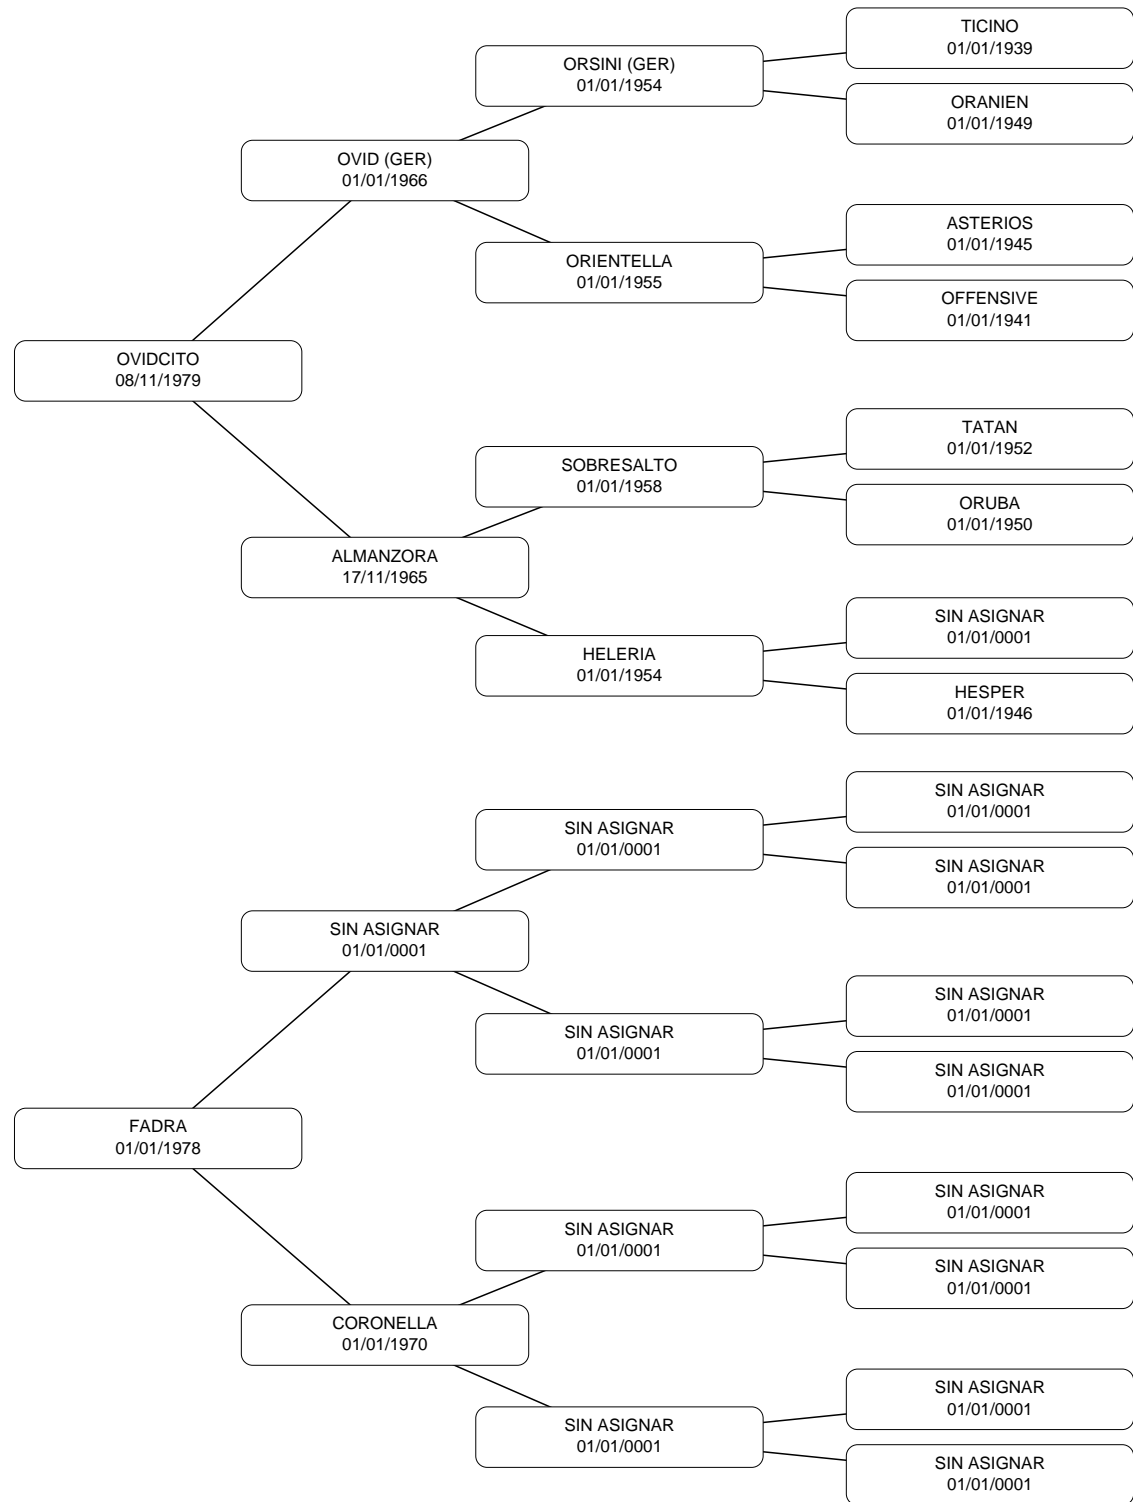 TICINO
01/01/1939
ORSINI (GER)
01/01/1954
ORANIEN
01/01/1949
OVID (GER)
01/01/1966
ASTERIOS
01/01/1945
ORIENTELLA
01/01/1955
OFFENSIVE
01/01/1941
OVIDCITO
08/11/1979
TATAN
01/01/1952
SOBRESALTO
01/01/1958
ORUBA
01/01/1950
ALMANZORA
17/11/1965
SIN ASIGNAR
01/01/0001
HELERIA
01/01/1954
HESPER
01/01/1946
SIN ASIGNAR
01/01/0001
SIN ASIGNAR
01/01/0001
SIN ASIGNAR
01/01/0001
SIN ASIGNAR
01/01/0001
SIN ASIGNAR
01/01/0001
SIN ASIGNAR
01/01/0001
SIN ASIGNAR
01/01/0001
FADRA
01/01/1978
SIN ASIGNAR
01/01/0001
SIN ASIGNAR
01/01/0001
SIN ASIGNAR
01/01/0001
CORONELLA
01/01/1970
SIN ASIGNAR
01/01/0001
SIN ASIGNAR
01/01/0001
SIN ASIGNAR
01/01/0001